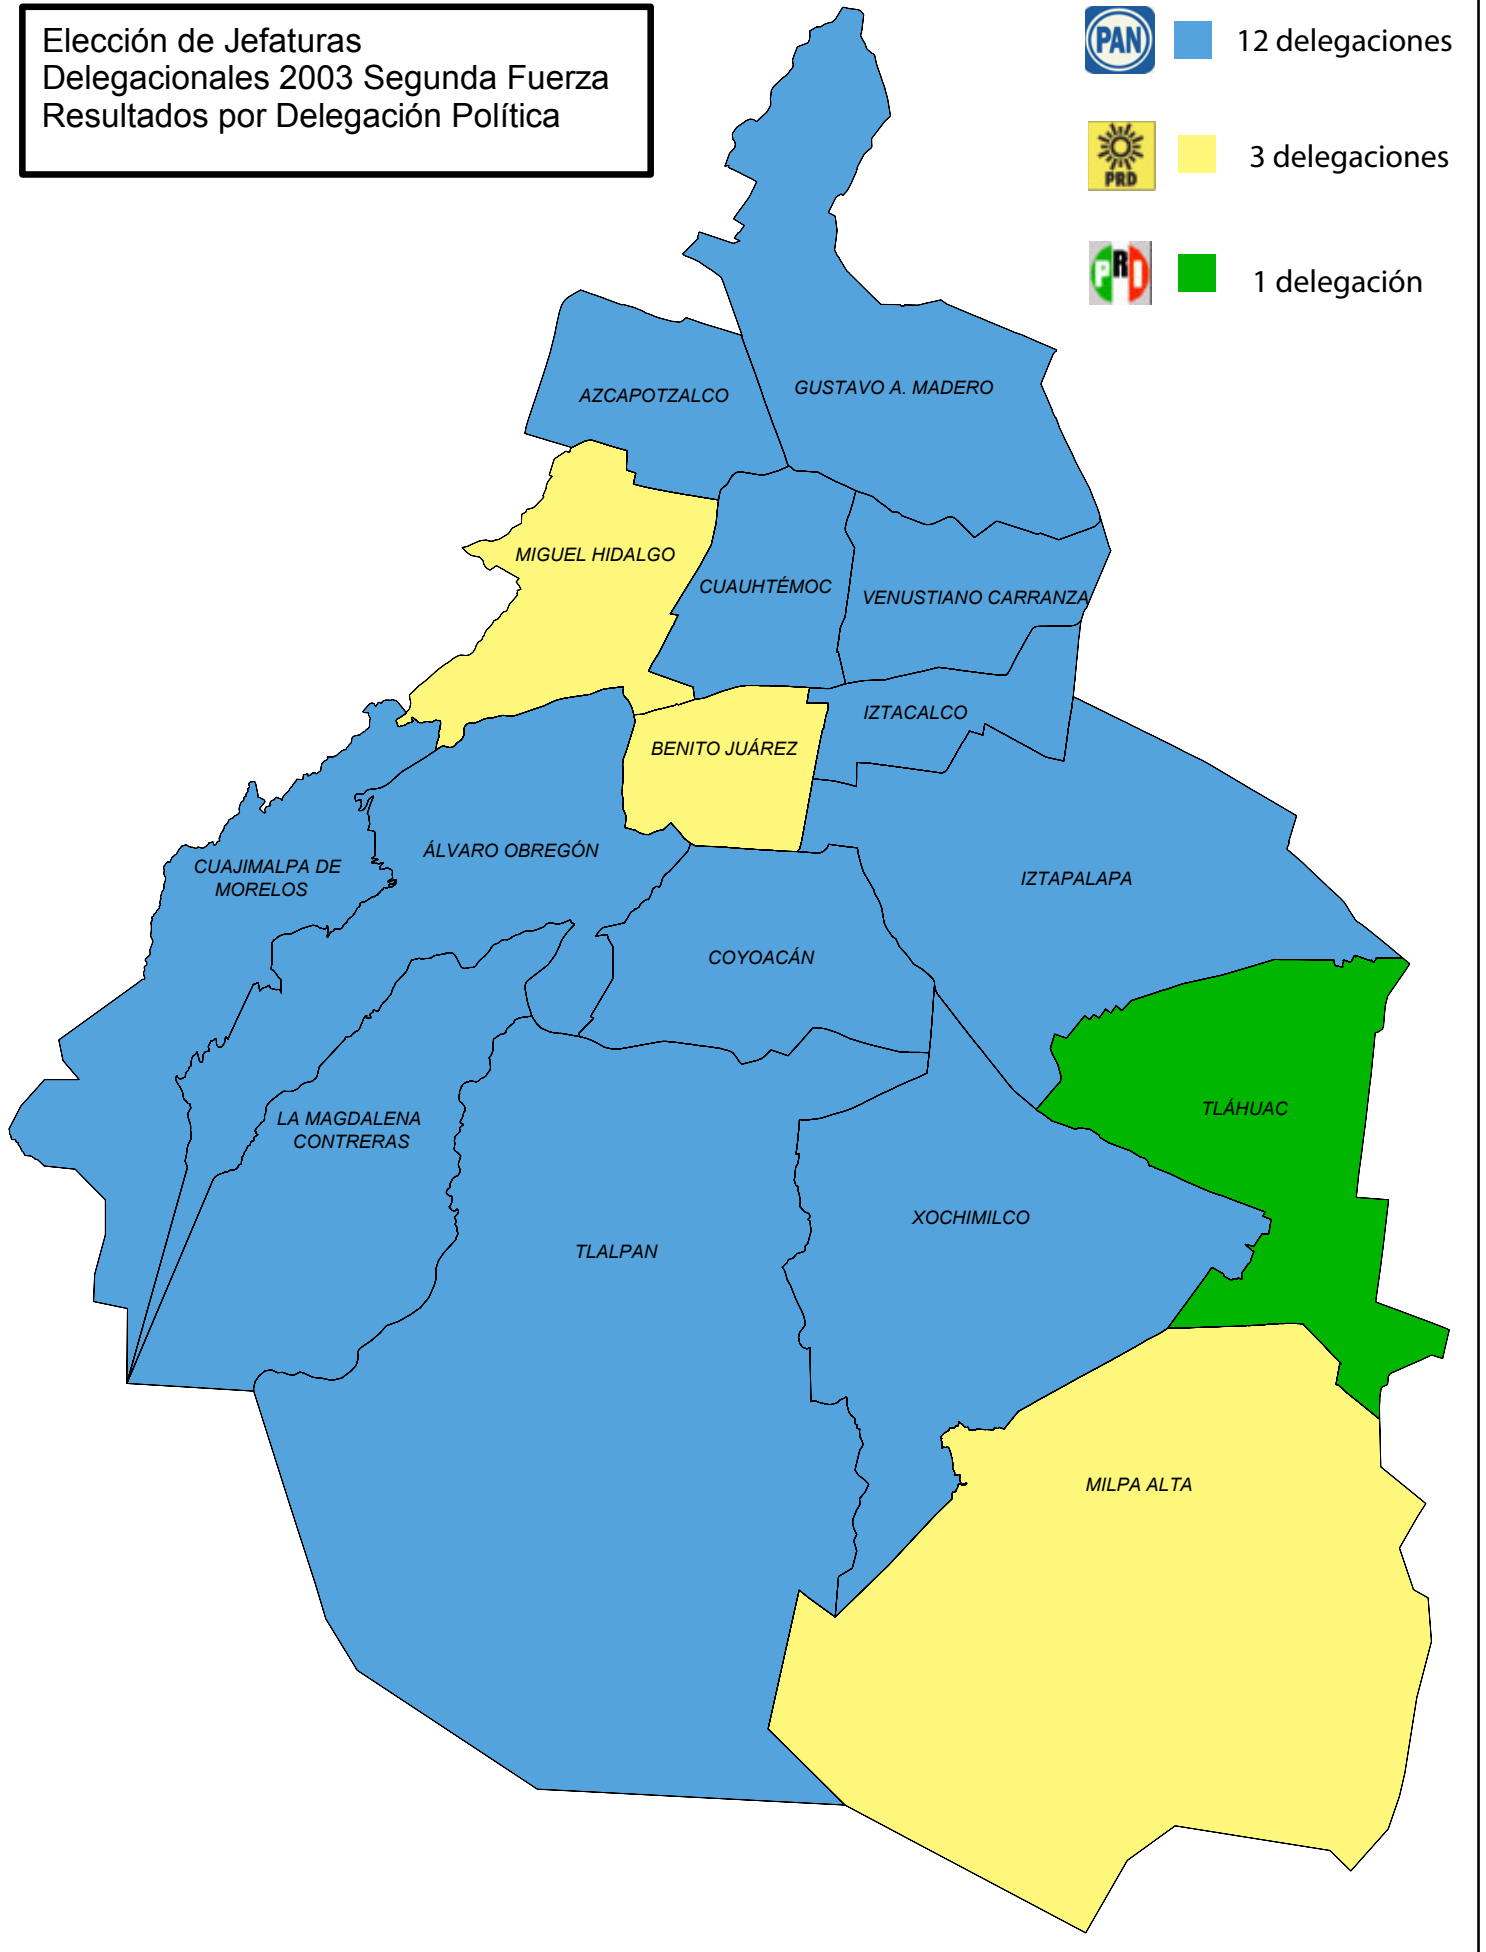 Elección de Jefaturas
Delegacionales 2003 Segunda Fuerza
Resultados por Delegación Política
PAN
12 delegaciones
PRD
3 delegaciones
PRI
1 delegación
AZCAPOTZALCO
GUSTAVO A. MADERO
MIGUEL HIDALGO
CUAUHTÉMOC
VENUSTIANO CARRANZA
IZTACALCO
BENITO JUÁREZ
CUAJIMALPA DE
MORELOS
ÁLVARO OBREGÓN
IZTAPALAPA
COYOACÁN
LA MAGDALENA
CONTRERAS
TLÁHUAC
TLALPAN
XOCHIMILCO
MILPA ALTA